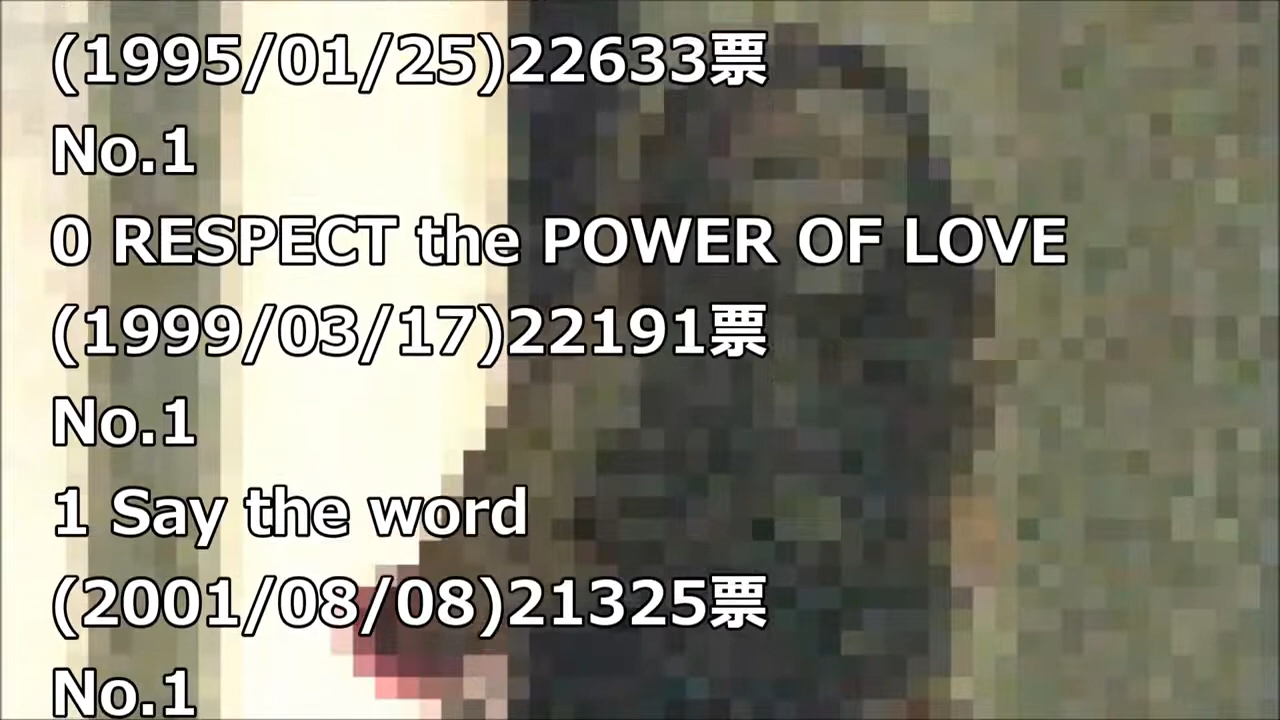 (1995/01/25)22633票
No.1
0 RESPECT the POWER OF LOVE
(1999/03/17)22191票
No.1
1 Say the word
(2001/08/08)21325票
No.1